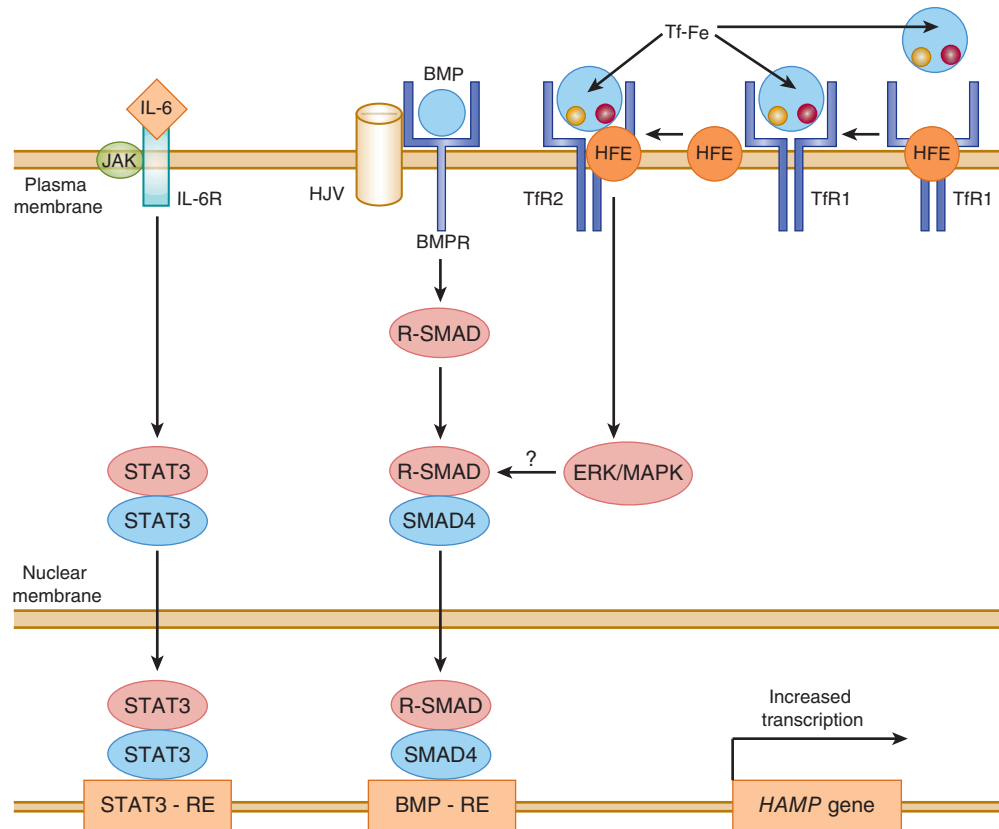 Tf-Fe
BMP
IL-6
JAK
HFE
HFE
HFE
Plasma
membrane
IL-6R
HJV
TfR2
TfR1
TfR1
BMPR
R-SMAD
STAT3
R-SMAD
?
ERK/MAPK
STAT3
SMAD4
Nuclear
membrane
STAT3
R-SMAD
Increased
transcription
STAT3
SMAD4
STAT3 - RE
BMP - RE
HAMP gene